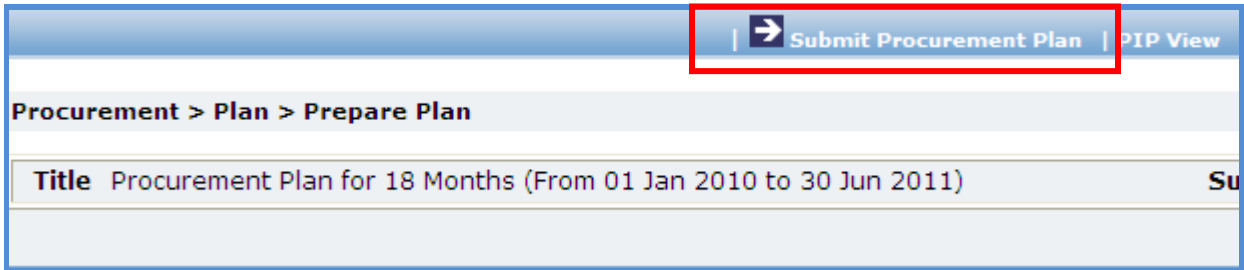 | Submit Procurement Plan | PIP View
Procurement > Plan > Prepare Plan
Title Procurement Plan for 18 Months (From 01 Jan 2010 to 30 Jun 2011) Su